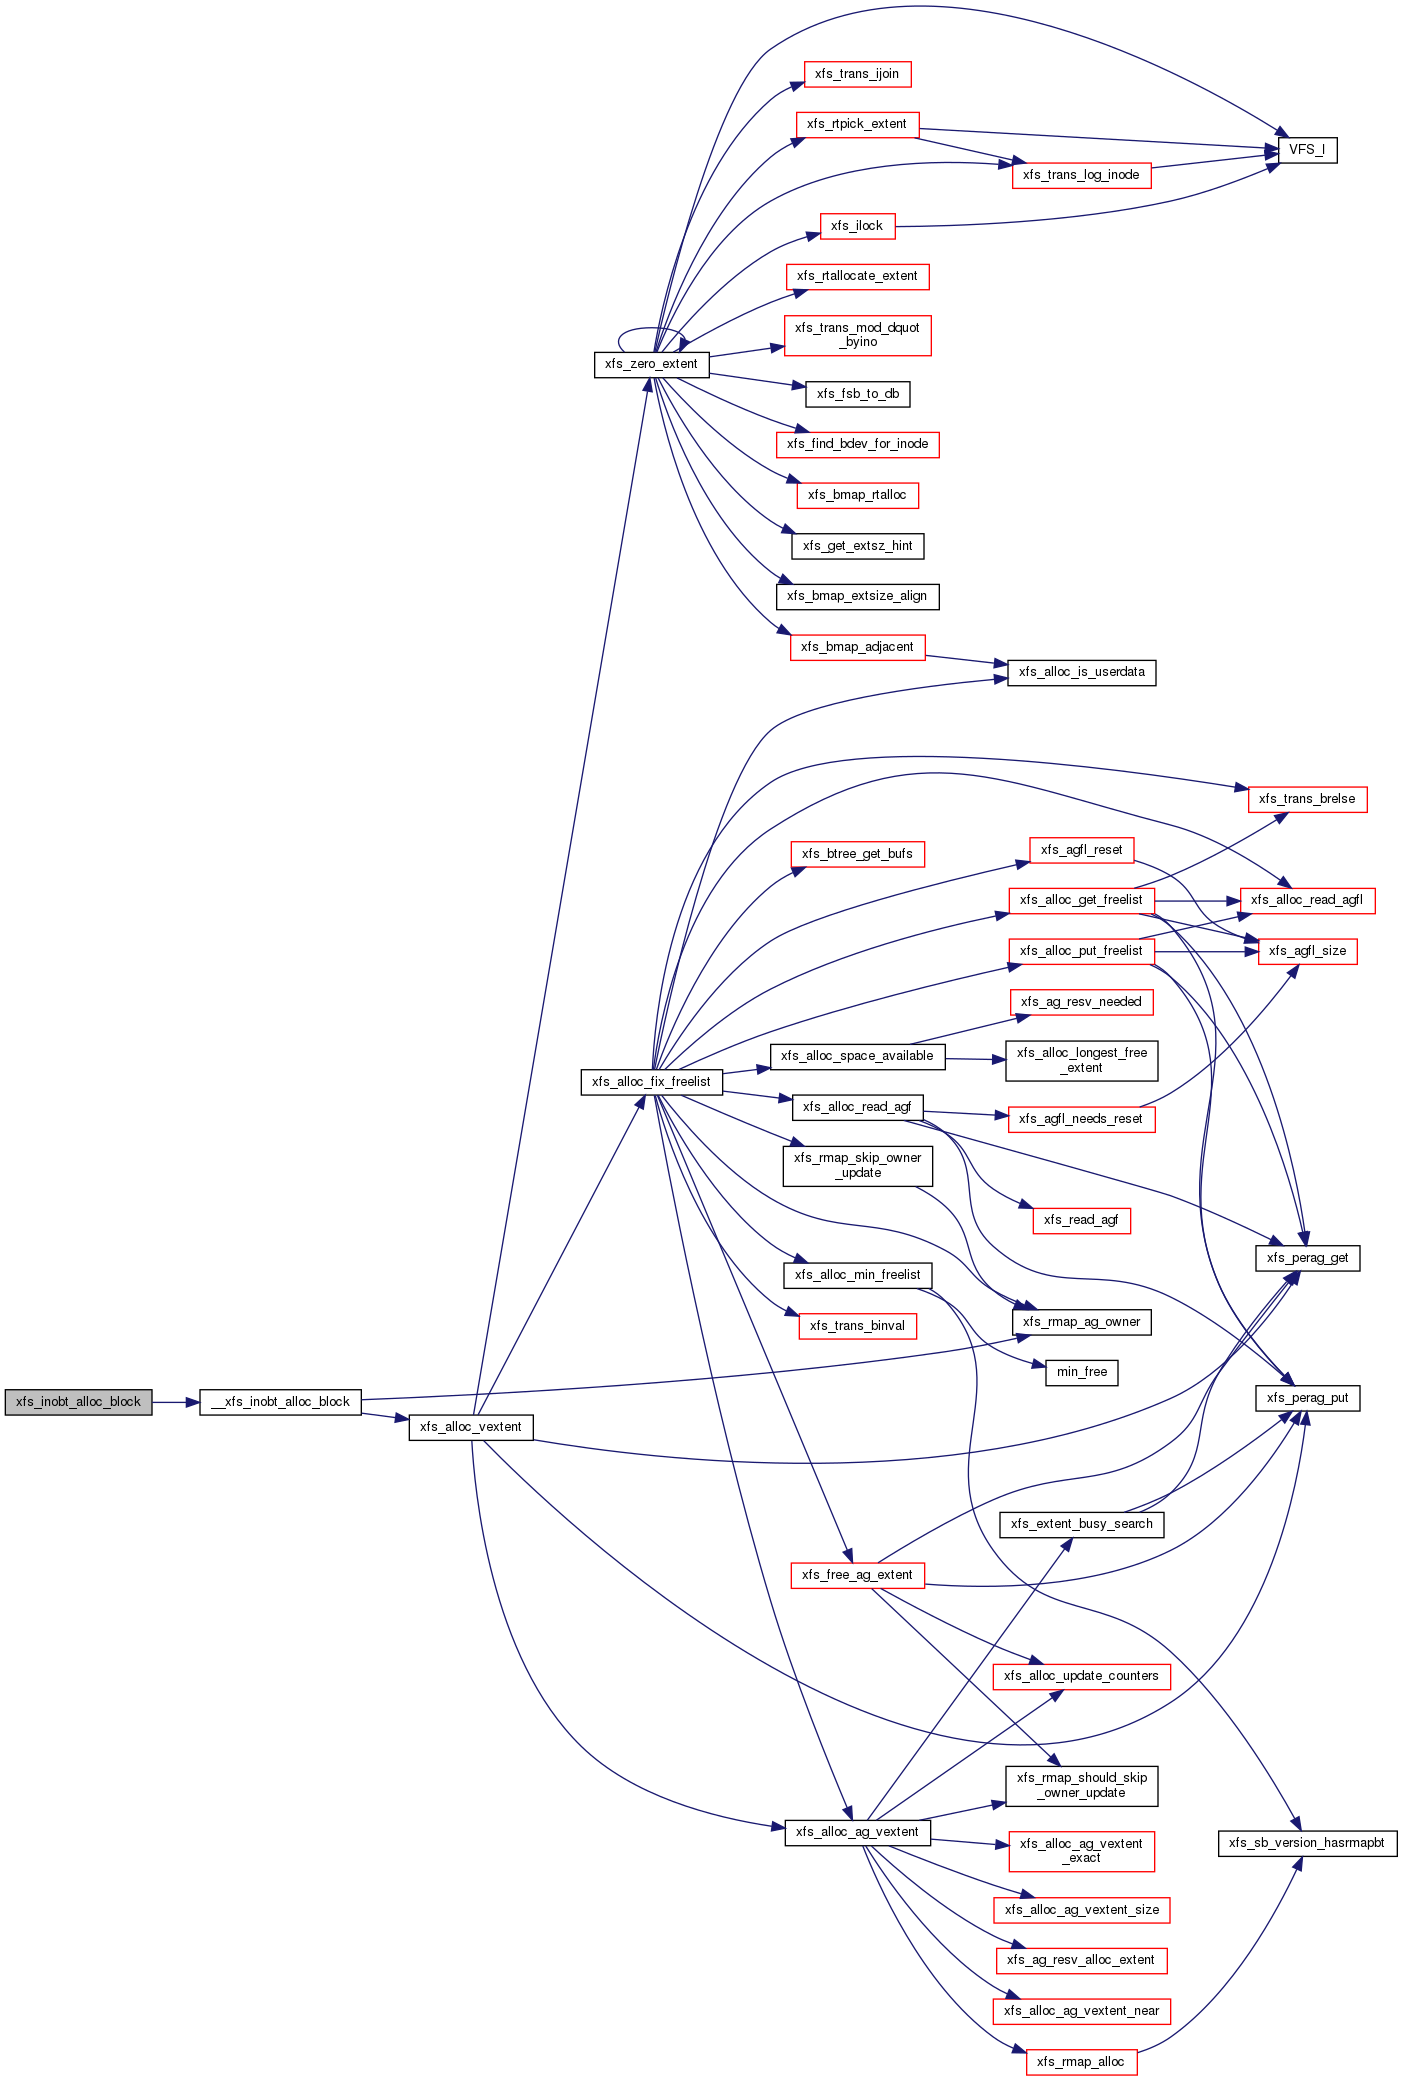 xfs_trans_ijoin
xfs_rtpick_extent
VFS_I
xfs_trans_log_inode
xfs_ilock
xfs_rtallocate_extent
xfs_trans_mod_dquot
_byino
xfs_zero_extent
xfs_fsb_to_db
xfs_find_bdev_for_inode
xfs_bmap_rtalloc
xfs_get_extsz_hint
xfs_bmap_extsize_align
xfs_bmap_adjacent
xfs_alloc_is_userdata
xfs_trans_brelse
xfs_btree_get_bufs
xfs_agfl_reset
xfs_alloc_get_freelist
xfs_alloc_read_agfl
xfs_alloc_put_freelist
xfs_agfl_size
xfs_ag_resv_needed
xfs_alloc_space_available
xfs_alloc_longest_free
_extent
xfs_alloc_fix_freelist
xfs_alloc_read_agf
xfs_agfl_needs_reset
xfs_rmap_skip_owner
_update
xfs_read_agf
xfs_perag_get
xfs_alloc_min_freelist
xfs_trans_binval
xfs_rmap_ag_owner
min_free
xfs_inobt_alloc_block
__xfs_inobt_alloc_block
xfs_perag_put
xfs_alloc_vextent
xfs_extent_busy_search
xfs_free_ag_extent
xfs_alloc_update_counters
xfs_rmap_should_skip
_owner_update
xfs_alloc_ag_vextent
xfs_sb_version_hasrmapbt
xfs_alloc_ag_vextent
_exact
xfs_alloc_ag_vextent_size
xfs_ag_resv_alloc_extent
xfs_alloc_ag_vextent_near
xfs_rmap_alloc